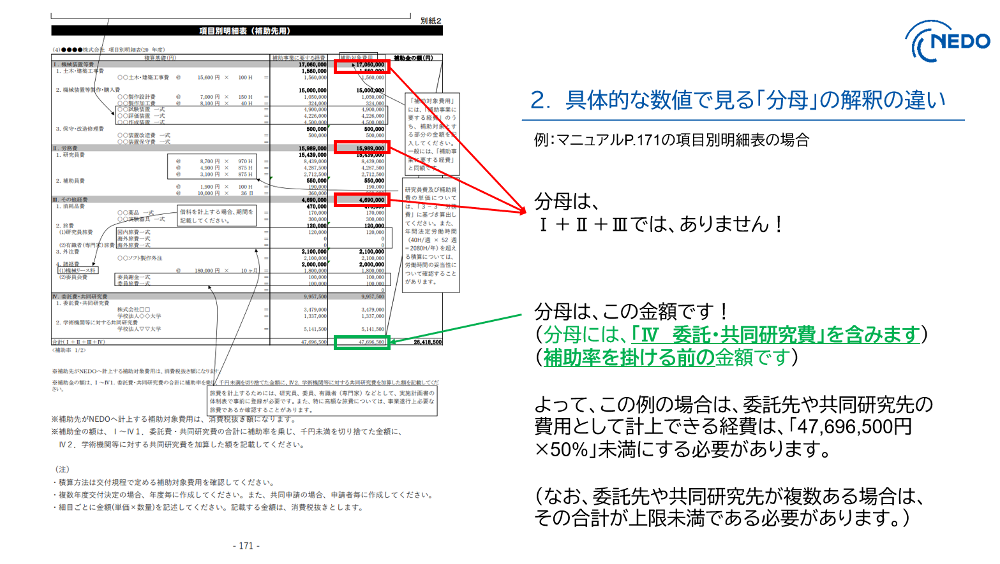 別紙2
項目別明細表（補助先用）
(4)●●●●株式会社 項目別明細表(20 年度)
積算基礎(円) 補助事業に要する経費 補助対象費用 補助金の額(円)
Ⅰ．機械装置等費 17,060,000 17,060,000
1．土木・建築工事費 1,560,000 1,560,000
〇〇土木・建築工事費 @ 15,600 円 × 100 H ＝ 1,560,000 1,560,000
2．機械装置等製作・購入費 15,000,000 15,000,000
〇〇製作設計費 @ 7,000 円 × 150 H ＝ 1,050,000 1,050,000
〇〇製作加工費 @ 8,100 円 × 40 H ＝ 324,000 324,000
〇〇試験装置 一式 ＝ 4,900,000 4,900,000
〇〇評価装置 一式 ＝ 4,226,000 4,226,000
〇〇作成装置 一式 ＝ 4,500,000 4,500,000
3．保守・改造修理費 500,000 500,000
〇〇装置改造費 一式 ＝ 500,000 500,000
〇〇装置保守費 一式 ＝
Ⅱ．労務費 15,989,000 15,989,000
1．研究員費 15,439,000 15,439,000
@ 8,700 円 × 970 H ＝ 8,439,000 8,439,000
@ 4,900 円 × 875 H ＝ 4,287,500 4,287,500
@ 3,100 円 × 875 H ＝ 2,712,500 2,712,500
2．補助員費 550,000 550,000
@ 1,900 円 × 100 H ＝ 190,000 190,000
@ 10,000 円 × 36 日 ＝ 360,000
Ⅲ．その他経費 4,690,000 4,690,000
1．消耗品費 470,000 470,000
〇〇薬品 一式 ＝ 170,000 170,000
〇〇実験器具 一式 ＝ 300,000 300,000
2．旅費 120,000 120,000
(1)研究員旅費 国内旅費一式 ＝ 120,000 120,000
海外旅費一式 ＝ 0 0
(2)有識者(専門家)旅費 海外旅費一式 ＝ 0 0
3．外注費 2,100,000 2,100,000
〇〇ソフト製作外注 ＝ 2,100,000 2,100,000
4．諸経費 2,000,000 2,000,000
(1)機械リース料 @ 180,000 円 × 10 ヶ月 ＝ 1,800,000 1,800,000
(2)委員会費 委員謝金一式 ＝ 100,000 100,000
委員旅費一式 ＝ 100,000 100,000
＝ 0
Ⅳ．委託費・共同研究費 9,957,500 9,957,500
1．委託費・共同研究費
株式会社□□ ＝ 3,479,000 3,479,000
学校法人◇◇大学 ＝ 1,337,000 1,337,000
2．学術機関等に対する共同研究費
学校法人▽▽大学 ＝ 5,141,500 5,141,500
合計(Ⅰ＋Ⅱ＋Ⅲ＋Ⅳ) 47,696,500 47,696,500 26,418,500
<補助率 1/2>
「補助対象費用」
には、「補助事業に
要する経費」のう
ち、補助対象とす
る部分の金額を記
入してください。
一般には、「補助事
業に要する経費」
と同額です。
研究員費及び補助員
費の単価について
は、「3－3 労務
費」に基づき算出し
てください。また、
年間法定労働時間
（40H/週 × 52 週
＝2080H/年）を超え
る積算については、
労働時間の妥当性に
ついて確認すること
があります。
借料を計上する場合、期間を
記載してください。
※補助先がNEDOへ計上する補助対象費用は、消費税抜き額になります。
※補助金の額は、Ⅰ～Ⅳ1．委託費・共同研究費の合計に補助率を乗じ、千円未満を切り捨てた金額に、Ⅳ2．学術機関等に対する共同研究費を加算した額を記載してくだ
さい。
旅費を計上するためには、研究員、委員、有識者（専門家）などとして、実施計画書の
体制表で事前に登録が必要です。また、特に高額な旅費については、事業遂行上必要な
旅費であるか確認することがあります。
※補助先がNEDOへ計上する補助対象費用は、消費税抜き額になります。
※補助金の額は、Ⅰ～Ⅳ１．委託費・共同研究費の合計に補助率を乗じ、千円未満を切り捨てた金額に、
Ⅳ２．学術機関等に対する共同研究費を加算した額を記載してください。
（注）
・積算方法は交付規程で定める補助対象費用を確認してください。
・複数年度交付決定の場合、年度毎に作成してください。また、共同申請の場合、申請者毎に作成してください。
・細目ごとに金額(単価×数量)を記述してください。記載する金額は、消費税抜きとします。
- 171 -
NEDO
２．具体的な数値で見る「分母」の解釈の違い
例：マニュアルP.171の項目別明細表の場合
分母は、
Ⅰ＋Ⅱ＋Ⅲでは、ありません！
分母は、この金額です！
（分母には、「Ⅳ 委託・共同研究費」を含みます）
（補助率を掛ける前の金額です）
よって、この例の場合は、委託先や共同研究先の
費用として計上できる経費は、「47,696,500円
×50%」未満にする必要があります。
（なお、委託先や共同研究先が複数ある場合は、
その合計が上限未満である必要があります。）